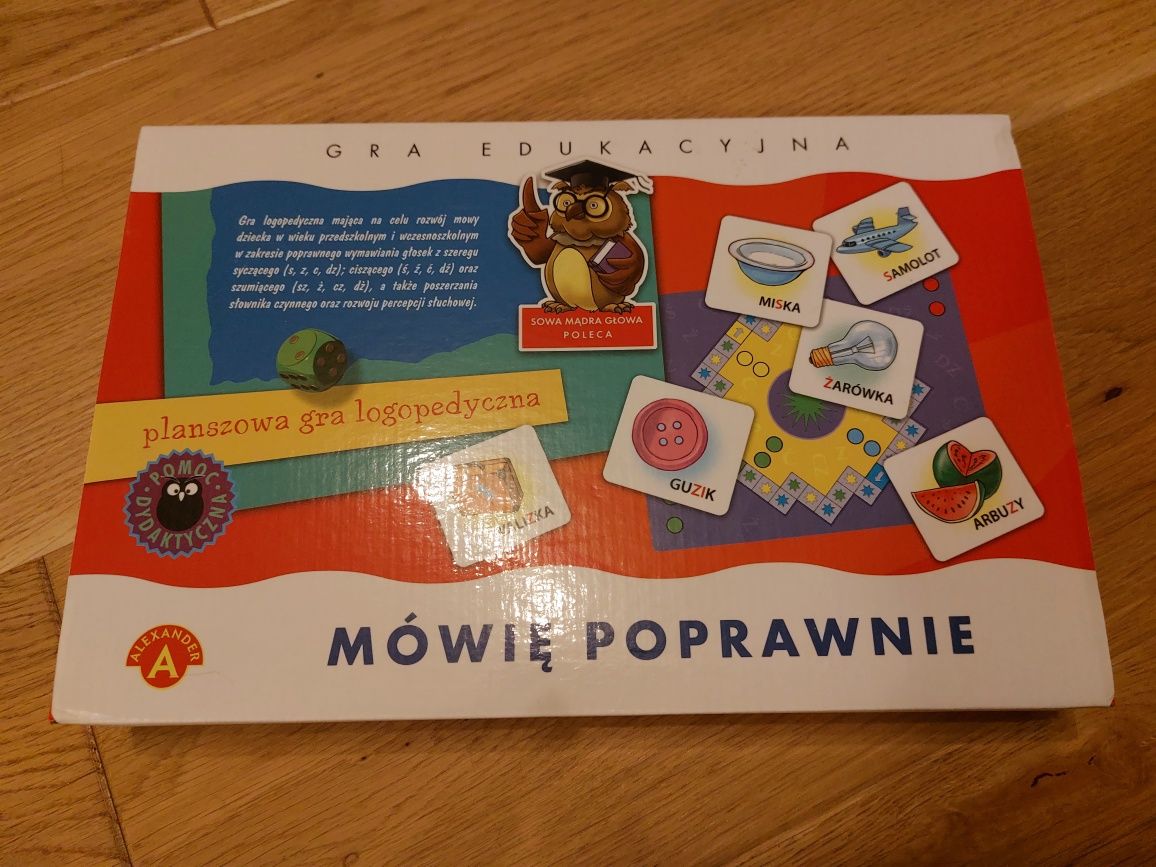 GRA EDUKACYJNA
Gra logopedyczna mająca na celu rozwój mowy
dziecka w wieku przedszkolnym i wczesnoszkolnym
w zakresie poprawnego wymawiania głosek z szeregu
syczącego (s, z, c, dz); ciszącego (ś, ź, ć, dź) oraz
szumiącego (sz, ż, cz, dż), a także poszerzania
słownika czynnego oraz rozwoju percepcji słuchowej.
SOWA MĄDRA GŁOWA
POLECA
planszowa gra logopedyczna
POMOC
DYDAKTYCZNA
MISKA
SAMOLOT
ŻARÓWKA
GUZIK
ARBUZY
ALEXANDER
A
MÓWIĘ POPRAWNIE